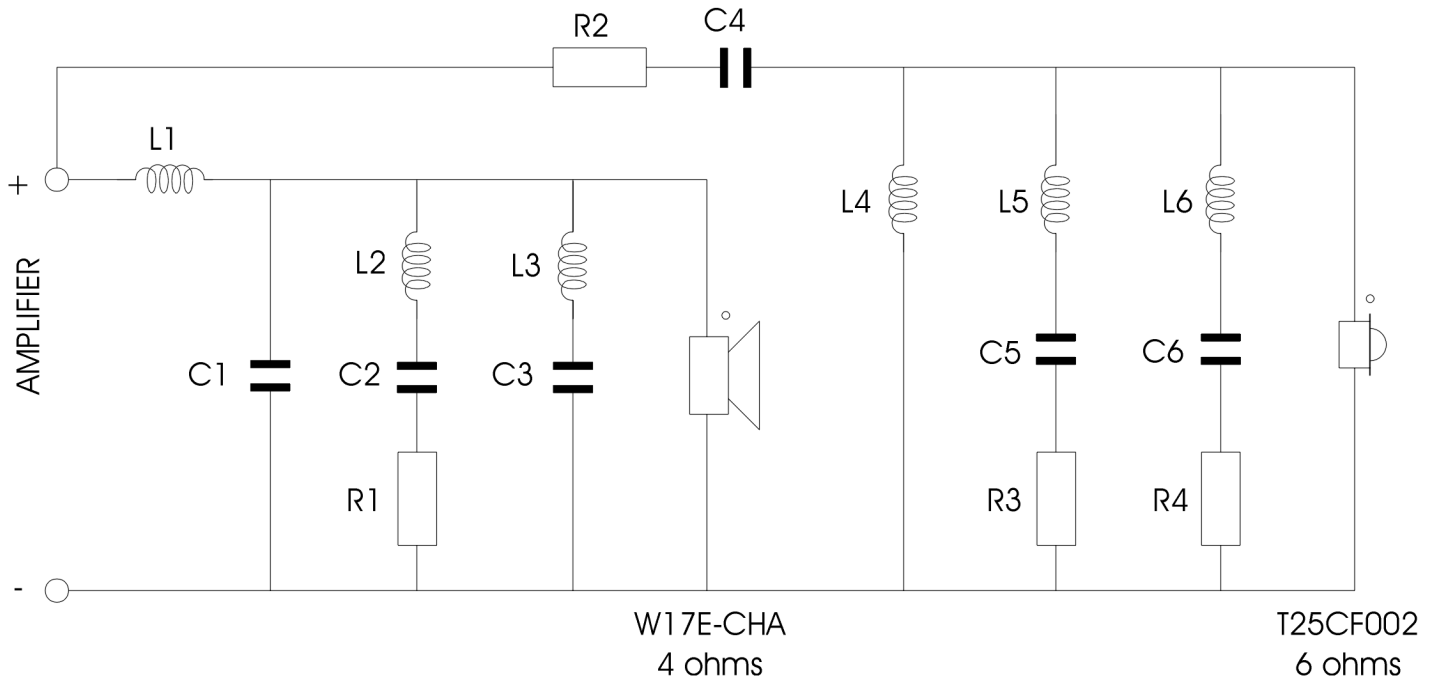 R2
C4
L1
+
L4
L5
L6
L2
L3
AMPLIFIER
C1
C2
C3
C5
C6
R1
R3
R4
-
W17E-CHA
4 ohms
T25CF002
6 ohms